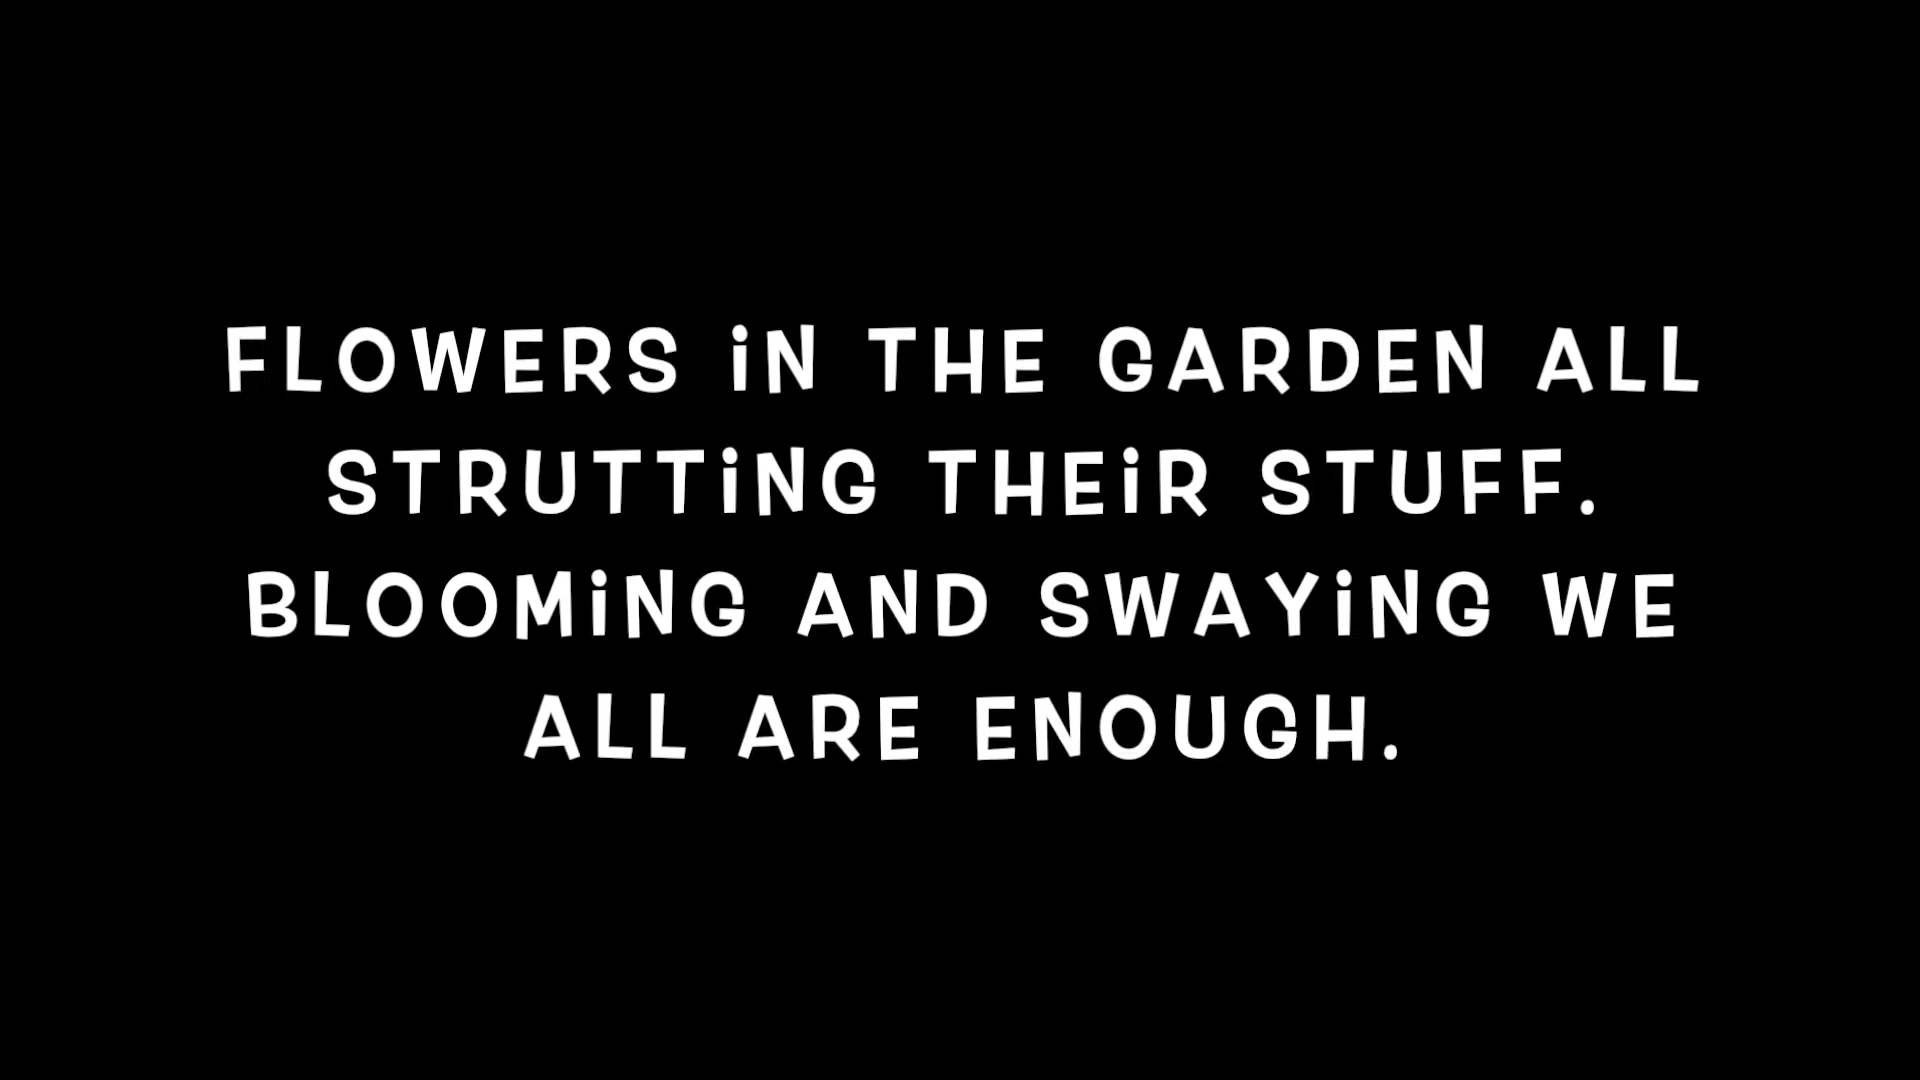 FLOWERS iN THE GARDEN ALL
STRUTTiNG THEiR STUFF.
BLOOMiNG AND SWAYiNG WE
ALL ARE ENOUGH.